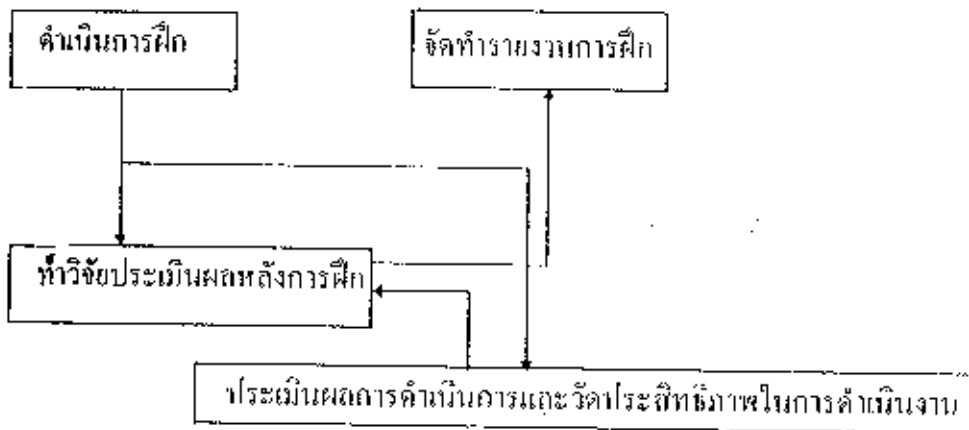 ดำเนินการฝึก
จัดทำรายงานการฝึก
ทำวิจัยประเมินผลหลังการฝึก
ประเมินผลการดำเนินการและวัดประสิทธิภาพในการดำเนินงาน